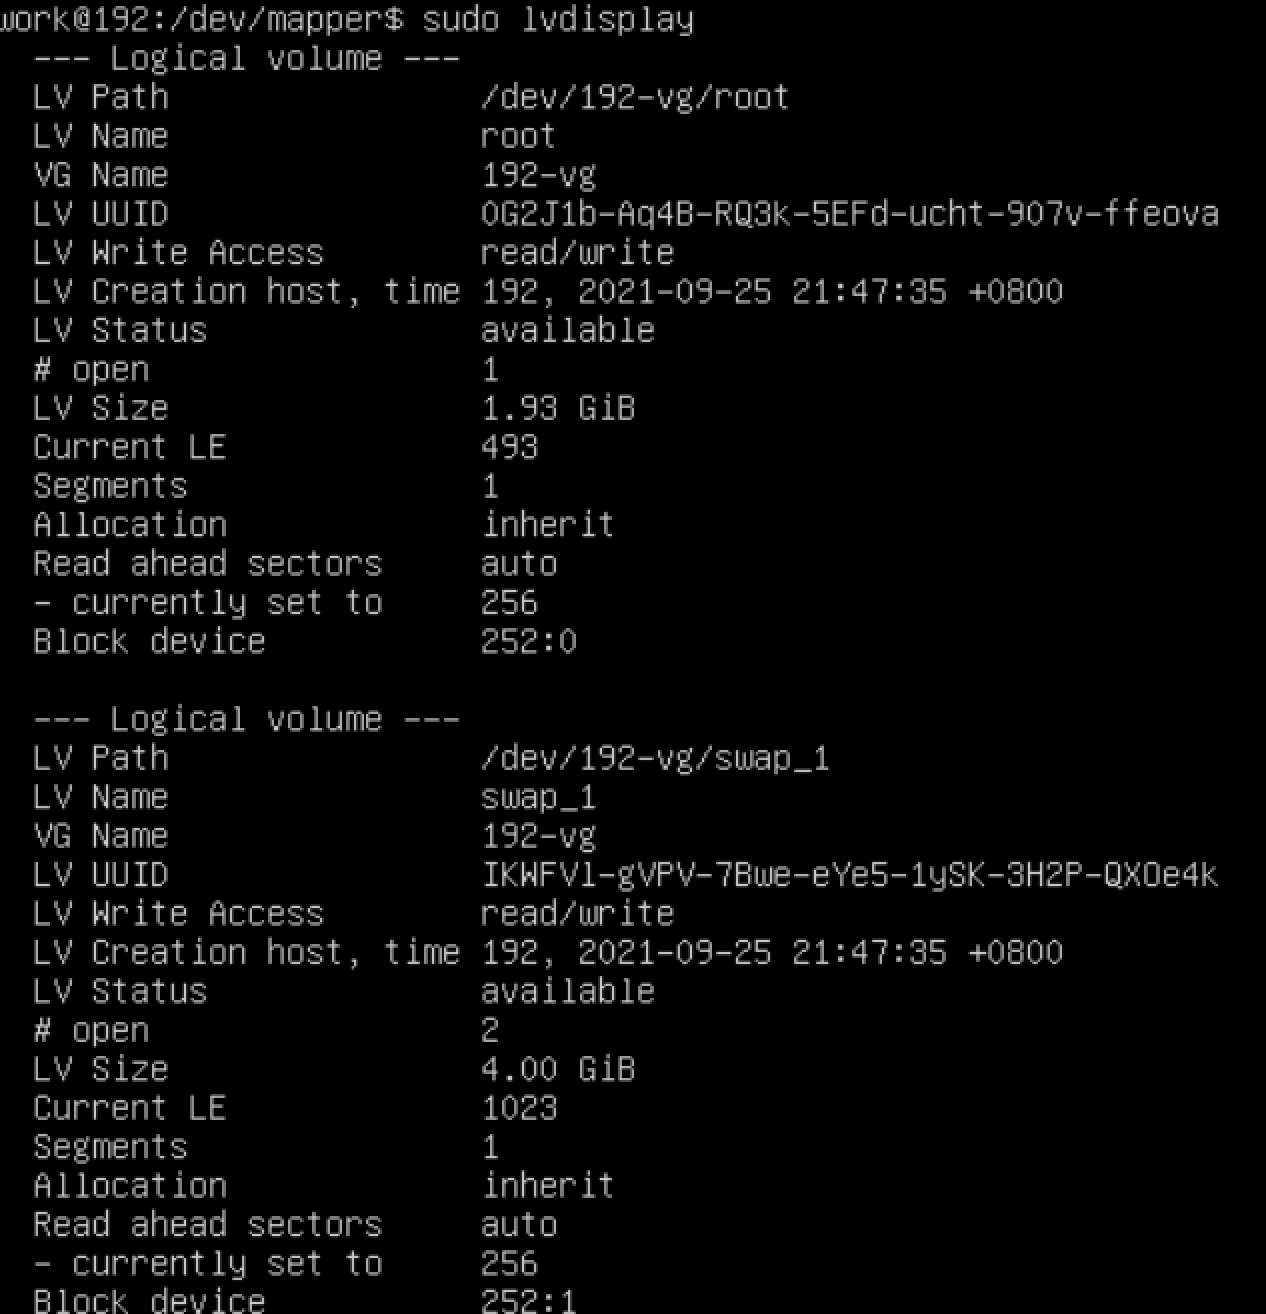 work@192:/dev/mapper$ sudo lvdisplay
--- Logical volume ---
LV Path                /dev/192-vg/root
LV Name                root
VG Name                192-vg
LV UUID                0G2J1b-Aq4B-RQ3k-5EFd-ucht-907v-ffeova
LV Write Access        read/write
LV Creation host, time 192, 2021-09-25 21:47:35 +0800
LV Status              available
# open                 1
LV Size                1.93 GiB
Current LE             493
Segments               1
Allocation             inherit
Read ahead sectors     auto
- currently set to     256
Block device           252:0
--- Logical volume ---
LV Path                /dev/192-vg/swap_1
LV Name                swap_1
VG Name                192-vg
LV UUID                IKWFVl-gVPV-7Bwe-eYe5-1ySK-3H2P-QXOe4k
LV Write Access        read/write
LV Creation host, time 192, 2021-09-25 21:47:35 +0800
LV Status              available
# open                 2
LV Size                4.00 GiB
Current LE             1023
Segments               1
Allocation             inherit
Read ahead sectors     auto
- currently set to     256
Block device           252:1